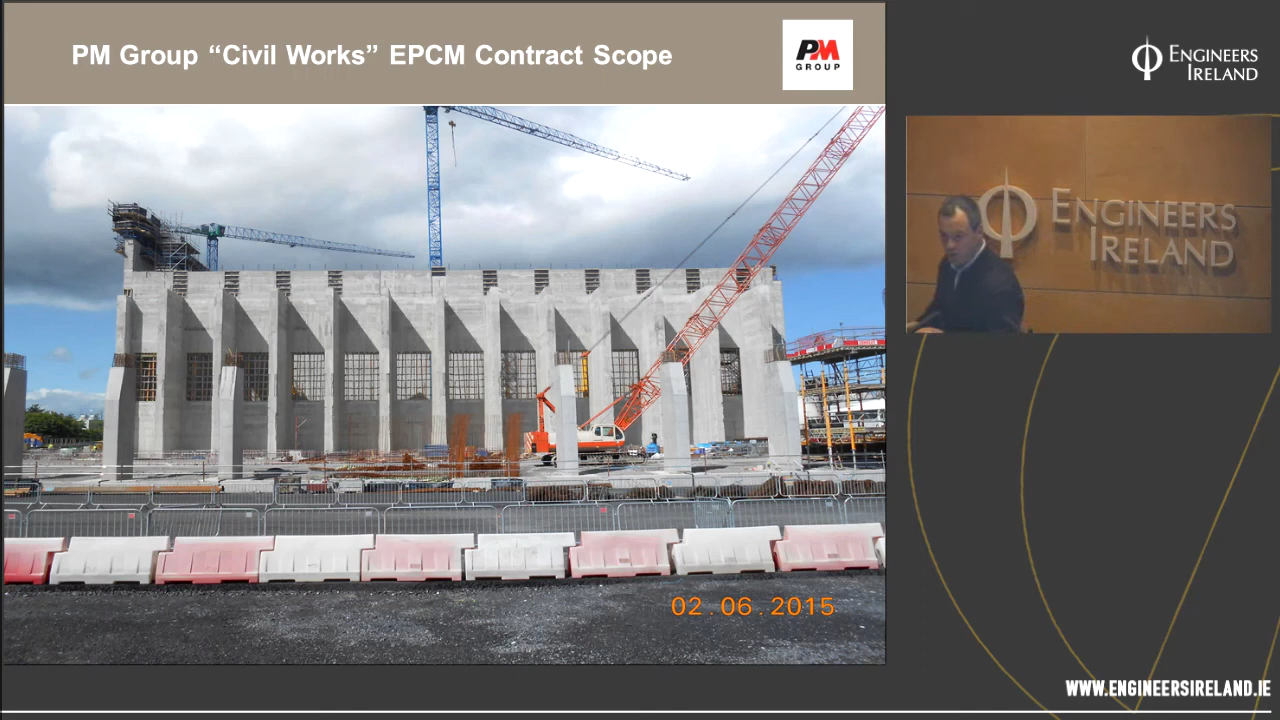 PM Group “Civil Works” EPCM Contract Scope
PM
GROUP
ENGINEERS
IRELAND
ENGINEERS
IRELAND
02.06.2015
WWW.ENGINEERSIRELAND.IE